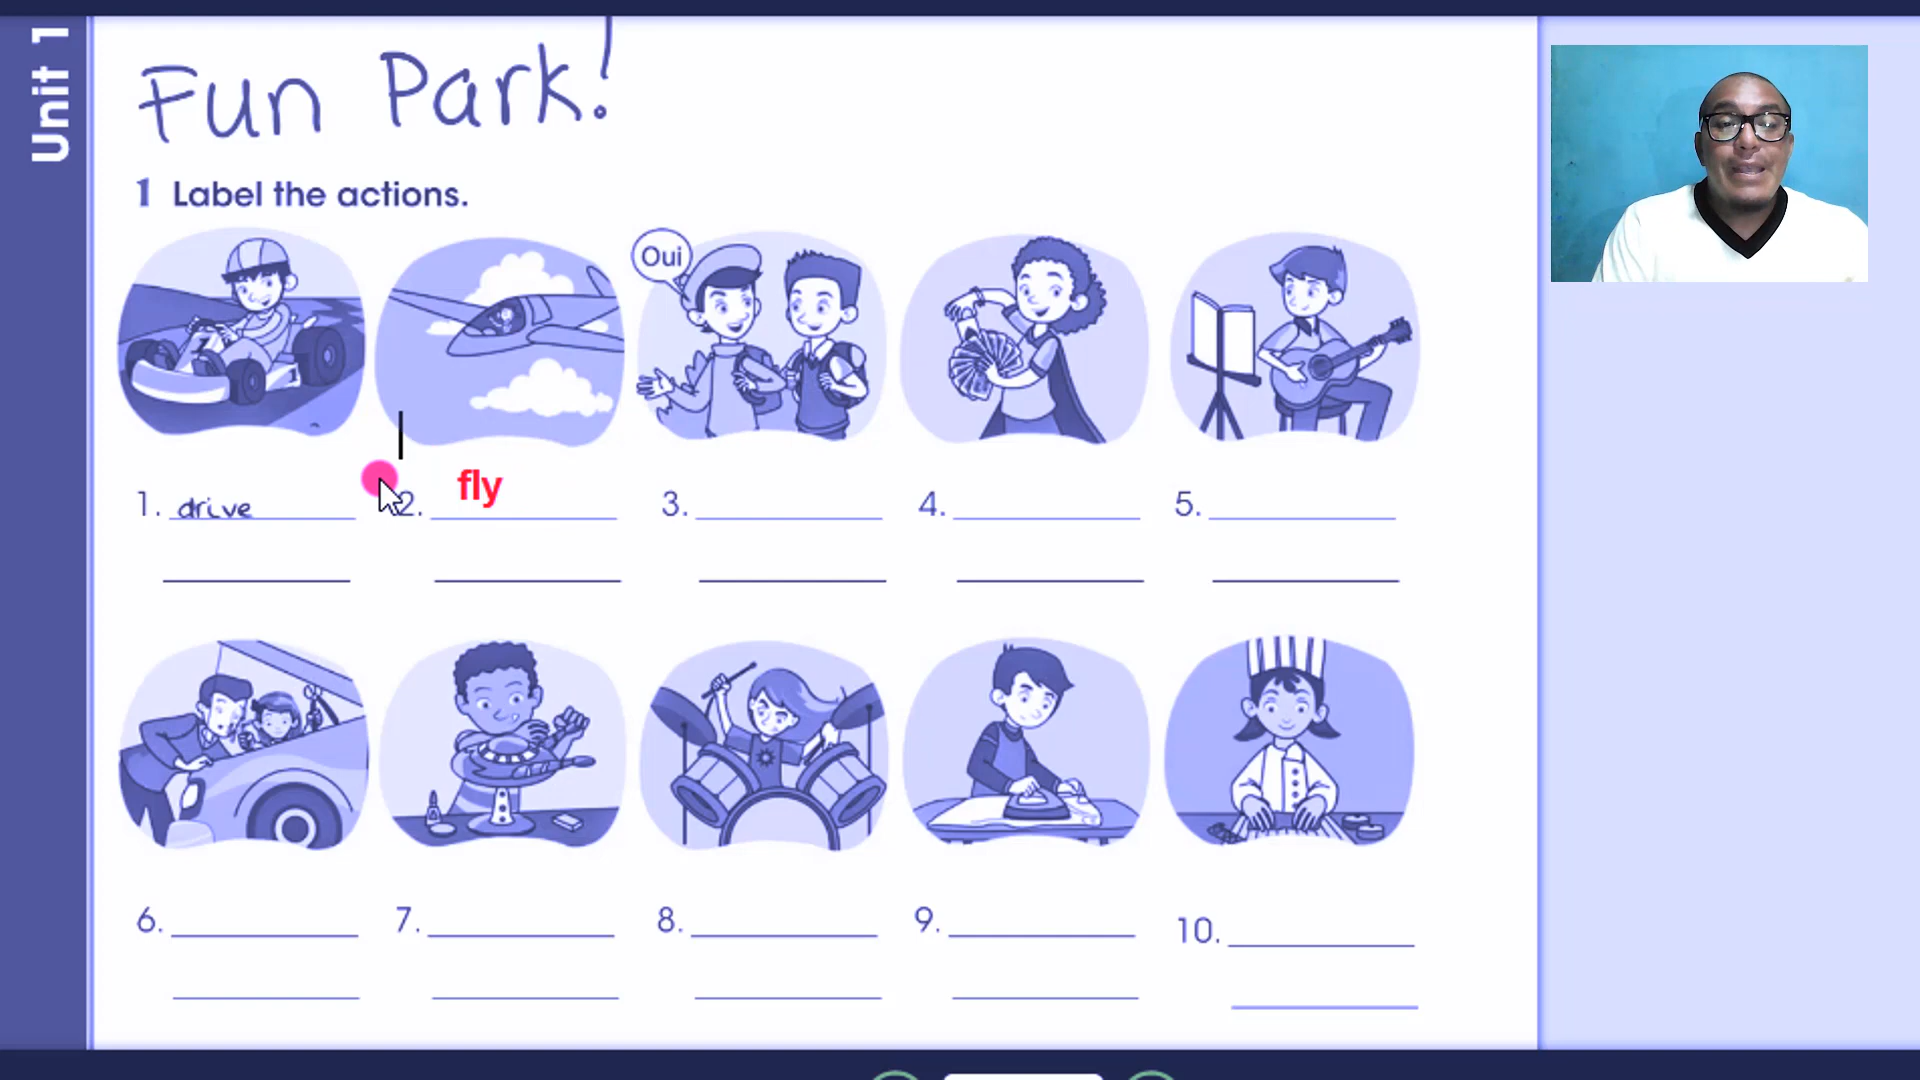 Unit 1
Fun Park!
1 Label the actions.
Oui
1. drive
2. fly
3.
4.
5.
6.
7.
8.
9.
10.